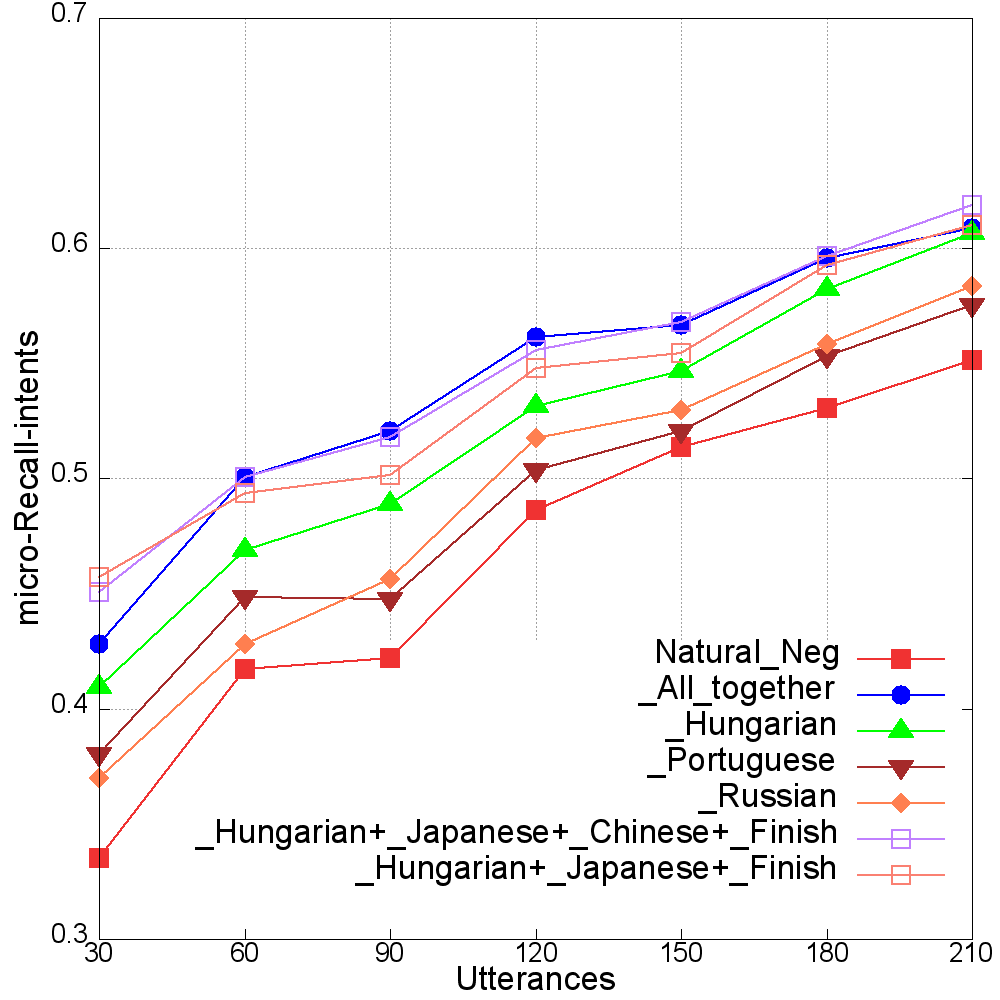 0.7
0.6
0.5
0.4
0.3
micro-Recall-intents
30 60 90 120 150 180 210
Utterances
Natural_Neg
_All_together
_Hungarian
_Portuguese
_Russian
_Hungarian+_Japanese+_Chinese+_Finish
_Hungarian+_Japanese+_Finish